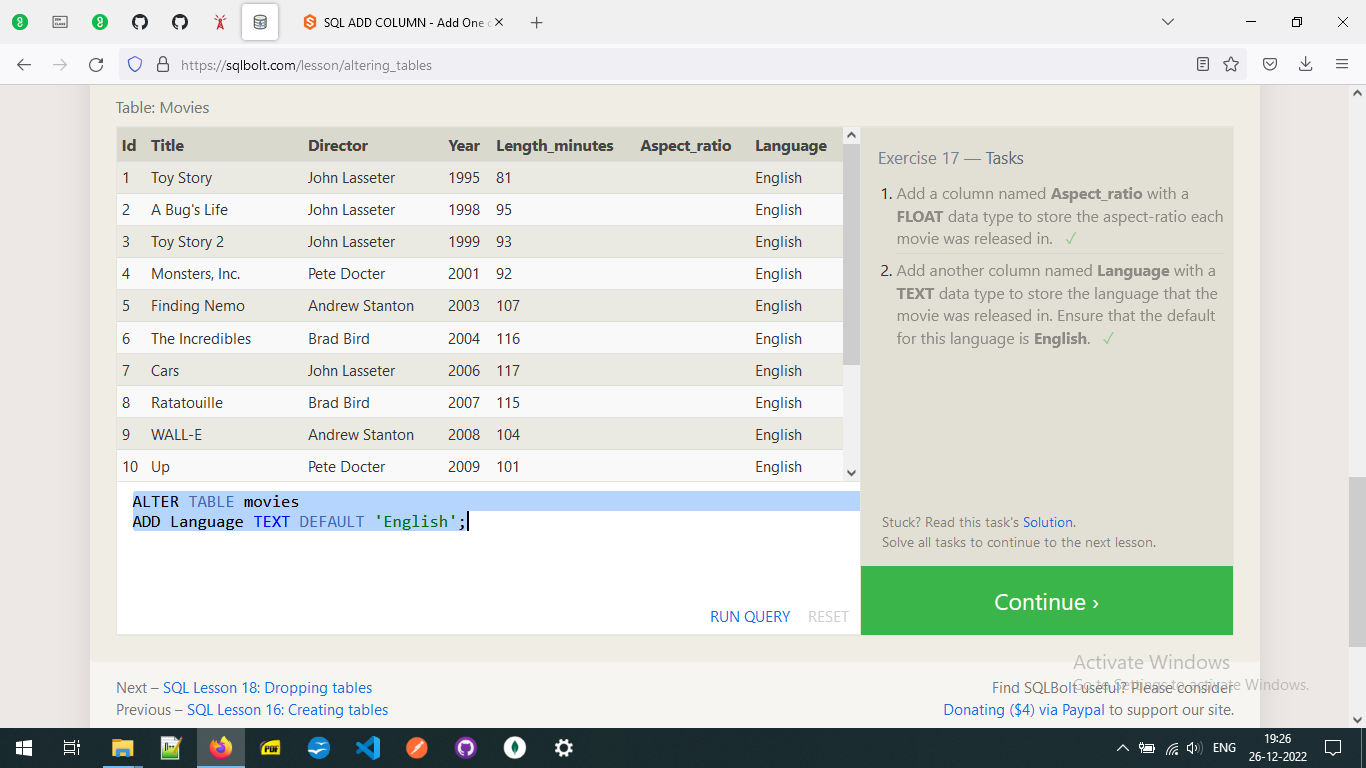 SQL ADD COLUMN - Add One
https://sqlbolt.com/lesson/altering_tables
Table: Movies
Id Title Director Year Length_minutes Aspect_ratio Language
1 Toy Story John Lasseter 1995 81 English
2 A Bug's Life John Lasseter 1998 95 English
3 Toy Story 2 John Lasseter 1999 93 English
4 Monsters, Inc. Pete Docter 2001 92 English
5 Finding Nemo Andrew Stanton 2003 107 English
6 The Incredibles Brad Bird 2004 116 English
7 Cars John Lasseter 2006 117 English
8 Ratatouille Brad Bird 2007 115 English
9 WALL-E Andrew Stanton 2008 104 English
10 Up Pete Docter 2009 101 English
ALTER TABLE movies
ADD Language TEXT DEFAULT 'English';
RUN QUERY RESET
Exercise 17 — Tasks
1. Add a column named Aspect_ratio with a
FLOAT data type to store the aspect-ratio each
movie was released in. ✓
2. Add another column named Language with a
TEXT data type to store the language that the
movie was released in. Ensure that the default
for this language is English. ✓
Stuck? Read this task's Solution.
Solve all tasks to continue to the next lesson.
Continue ›
Next – SQL Lesson 18: Dropping tables
Previous – SQL Lesson 16: Creating tables
Find SQLBolt useful? Please consider
Donating ($4) via Paypal to support our site.
Activate Windows
Go to Settings to activate Windows.
PDF
ENG
19:26
26-12-2022